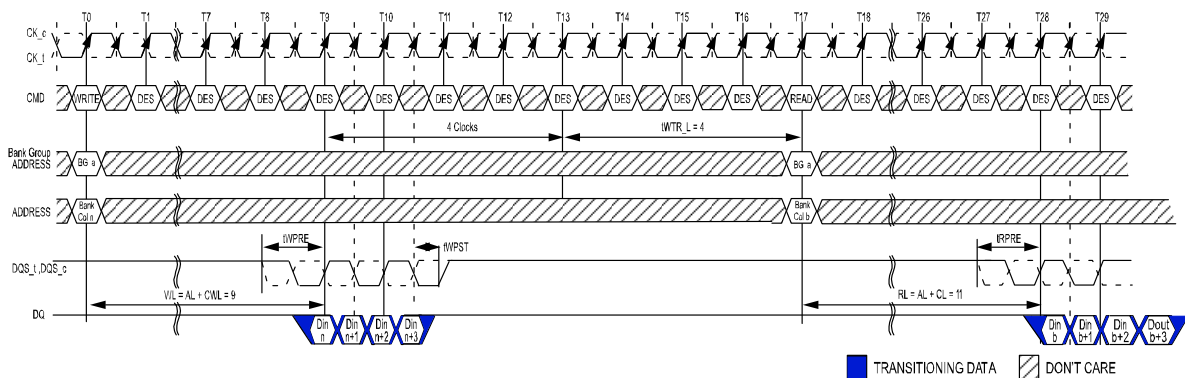 T0 T1 T7 T8 T9 T10 T11 T12 T13 T14 T15 T16 T17 T18 T26 T27 T28 T29
CK_c
CK_t
CMD WRITE DES DES DES DES DES DES DES DES DES DES DES READ DES DES DES DES DES
4 Clocks tWTR_L = 4
Bank Group
ADDRESS BG a BG a
ADDRESS Bank Col n Bank Col b
tWPRE tWPST tRPRE
DQS_t ,DQS_c
WL = AL + CWL = 9 RL = AL + CL = 11
DQ Din n Din n+1 Din n+2 Din n+3 Din b Din b+1 Din b+2 Dout b+3
TRANSITIONING DATA DON'T CARE